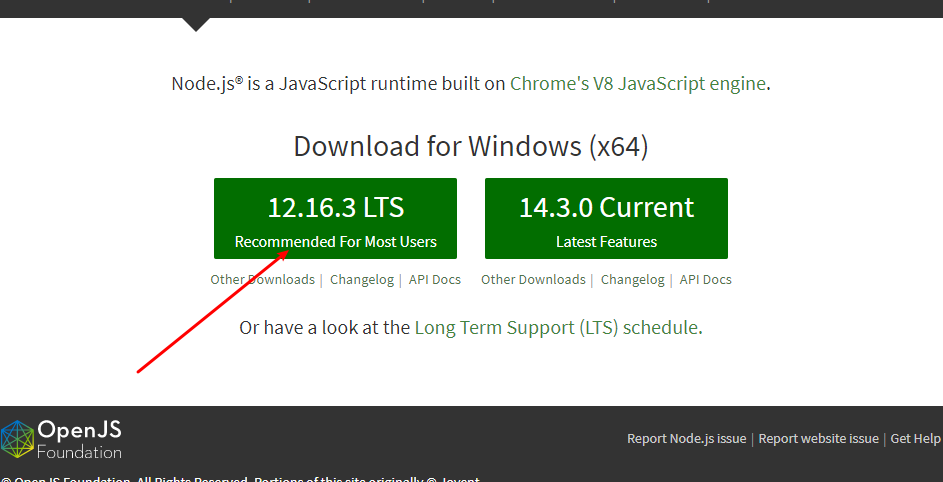 Node.js® is a JavaScript runtime built on Chrome's V8 JavaScript engine.
Download for Windows (x64)
12.16.3 LTS
Recommended For Most Users
14.3.0 Current
Latest Features
Other Downloads | Changelog | API Docs
Other Downloads | Changelog | API Docs
Or have a look at the Long Term Support (LTS) schedule.
OpenJS
Foundation
Report Node.js issue | Report website issue | Get Help
© OpenJS Foundation. All Rights Reserved. Portions of this site originally © Joyent.